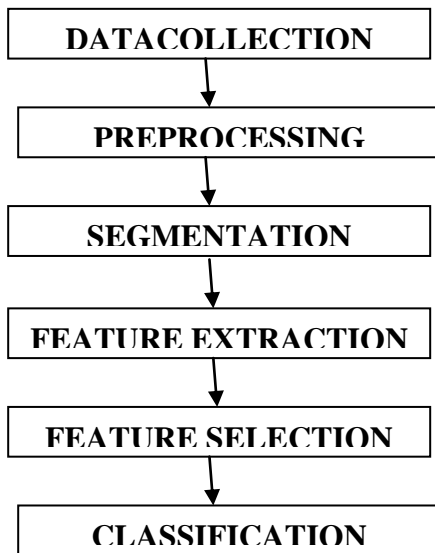 DATACOLLECTION
PREPROCESSING
SEGMENTATION
FEATURE EXTRACTION
FEATURE SELECTION
CLASSIFICATION